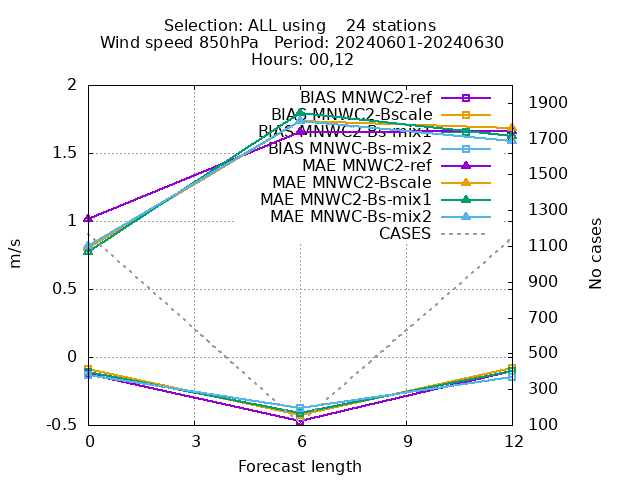 Selection: ALL using    24 stations
Wind speed 850hPa   Period: 20240601-20240630
Hours: 00,12
2
1.5
1
0.5
0
-0.5
m/s
BIAS MNWC2-ref
BIAS MNWC2-Bscale
BIAS MNWC2-Bs-mix1
BIAS MNWC-Bs-mix2
MAE MNWC2-ref
MAE MNWC2-Bscale
MAE MNWC2-Bs-mix1
MAE MNWC-Bs-mix2
CASES
1900
1700
1500
1300
1100
900
700
500
300
100
No cases
0 3 6 9 12
Forecast length